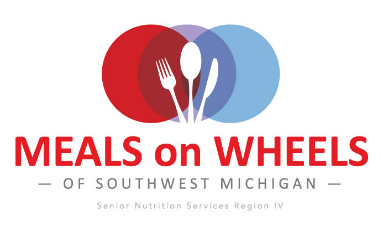 MEALS on WHEELS
— OF SOUTHWEST MICHIGAN —
Senior Nutrition Services Region IV